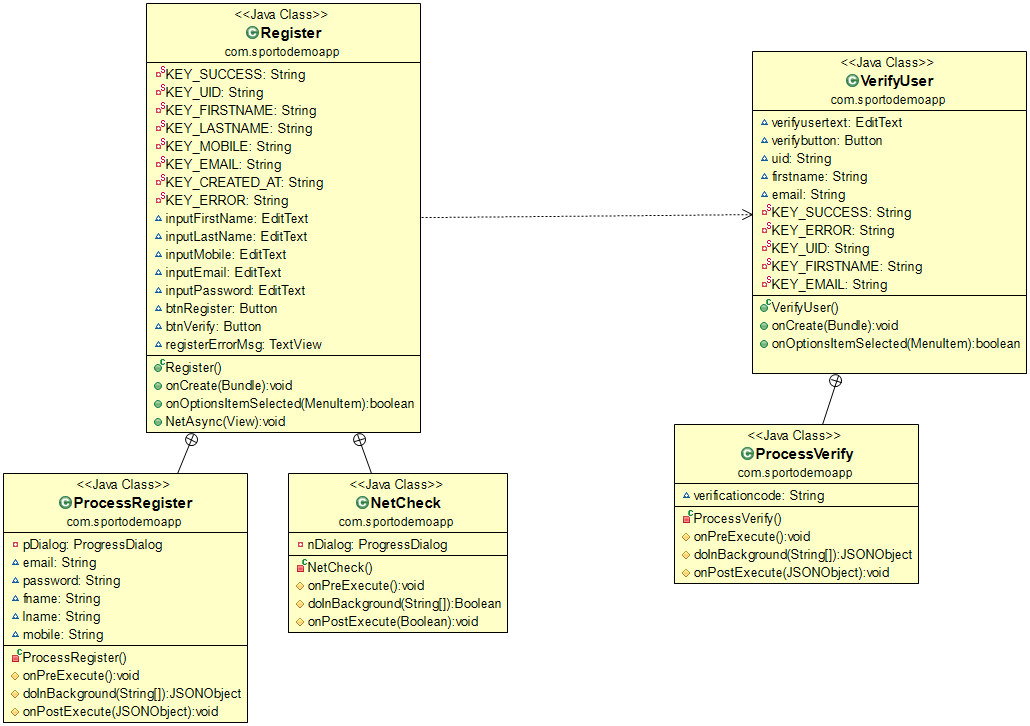 <<Java Class>>
Register
com.sportodemoapp
KEY_SUCCESS: String
KEY_UID: String
KEY_FIRSTNAME: String
KEY_LASTNAME: String
KEY_MOBILE: String
KEY_EMAIL: String
KEY_CREATED_AT: String
KEY_ERROR: String
inputFirstName: EditText
inputLastName: EditText
inputMobile: EditText
inputEmail: EditText
inputPassword: EditText
btnRegister: Button
btnVerify: Button
registerErrorMsg: TextView
Register()
onCreate(Bundle):void
onOptionsItemSelected(MenuItem):boolean
NetAsync(View):void
<<Java Class>>
VerifyUser
com.sportodemoapp
verifyusertext: EditText
verifybutton: Button
uid: String
firstname: String
email: String
KEY_SUCCESS: String
KEY_ERROR: String
KEY_UID: String
KEY_FIRSTNAME: String
KEY_EMAIL: String
VerifyUser()
onCreate(Bundle):void
onOptionsItemSelected(MenuItem):boolean
<<Java Class>>
ProcessRegister
com.sportodemoapp
pDialog: ProgressDialog
email: String
password: String
fname: String
lname: String
mobile: String
ProcessRegister()
onPreExecute():void
doInBackground(String[]):JSONObject
onPostExecute(JSONObject):void
<<Java Class>>
NetCheck
com.sportodemoapp
nDialog: ProgressDialog
NetCheck()
onPreExecute():void
doInBackground(String[]):Boolean
onPostExecute(Boolean):void
<<Java Class>>
ProcessVerify
com.sportodemoapp
verificationcode: String
ProcessVerify()
onPreExecute():void
doInBackground(String[]):JSONObject
onPostExecute(JSONObject):void